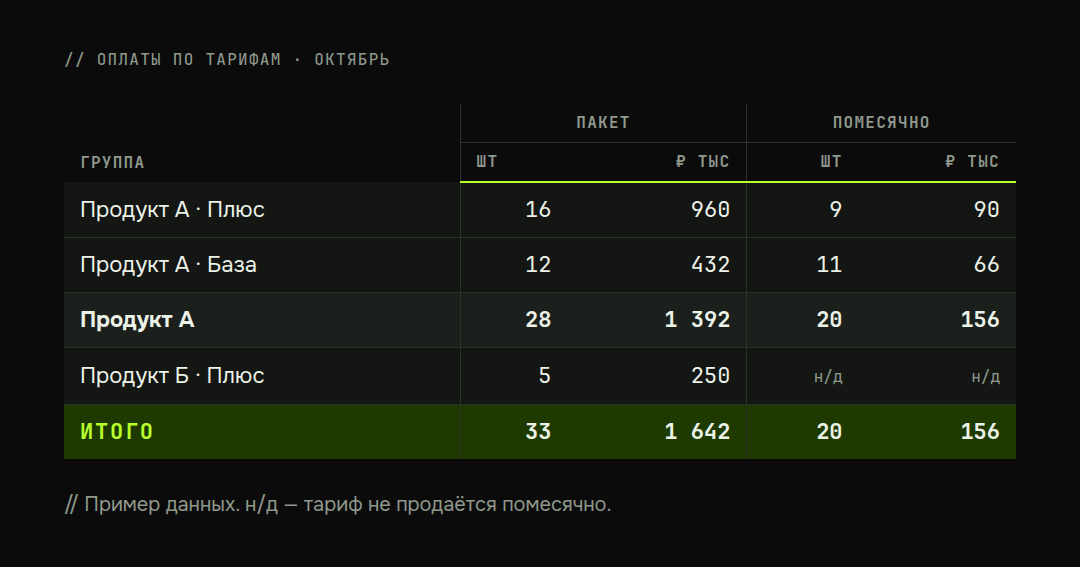 // ОПЛАТЫ ПО ТАРИФАМ · ОКТЯБРЬ
ПАКЕТ ПОМЕСЯЧНО
ГРУППА ШТ ₽ ТЫС ШТ ₽ ТЫС
Продукт А · Плюс 16 960 9 90
Продукт А · База 12 432 11 66
Продукт А 28 1 392 20 156
Продукт Б · Плюс 5 250 н/д н/д
ИТОГО 33 1 642 20 156
// Пример данных. н/д — тариф не продаётся помесячно.